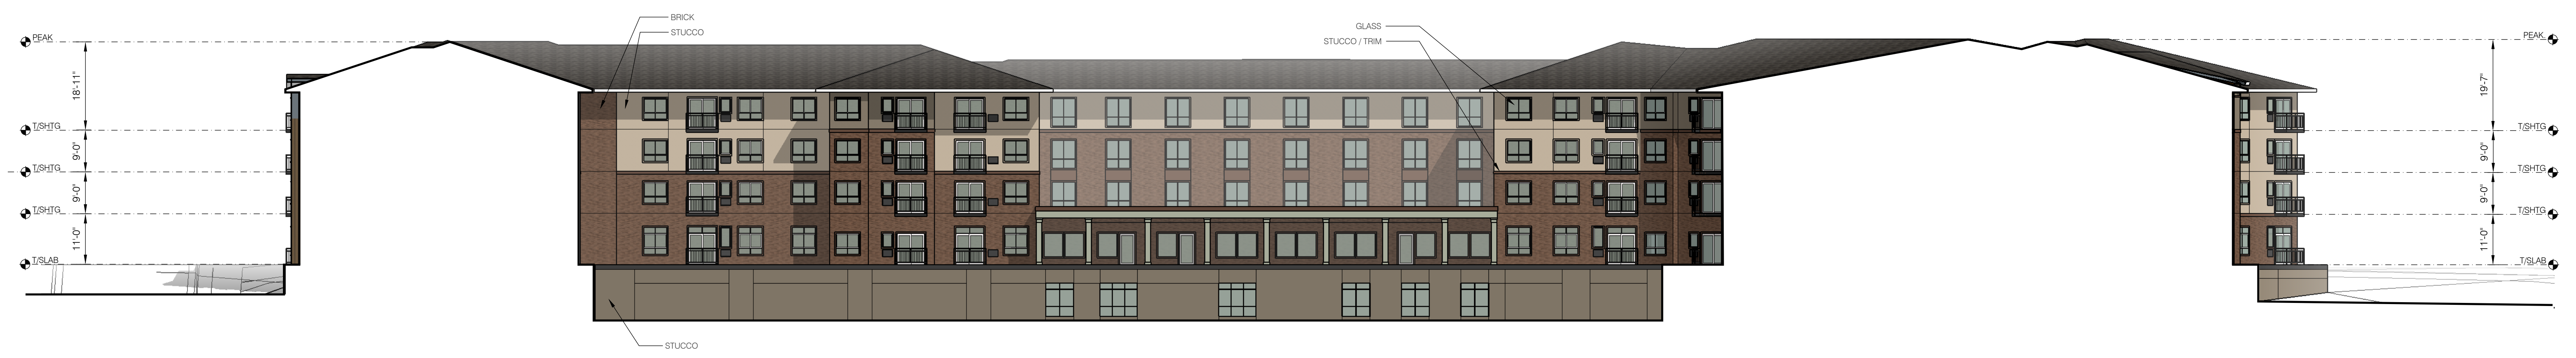 BRICK
STUCCO
GLASS
STUCCO / TRIM
PEAK
18'-11"
T/SHTG
9'-0"
T/SHTG
9'-0"
T/SHTG
11'-0"
T/SLAB
PEAK
19'-7"
T/SHTG
9'-0"
T/SHTG
9'-0"
T/SHTG
11'-0"
T/SLAB
STUCCO